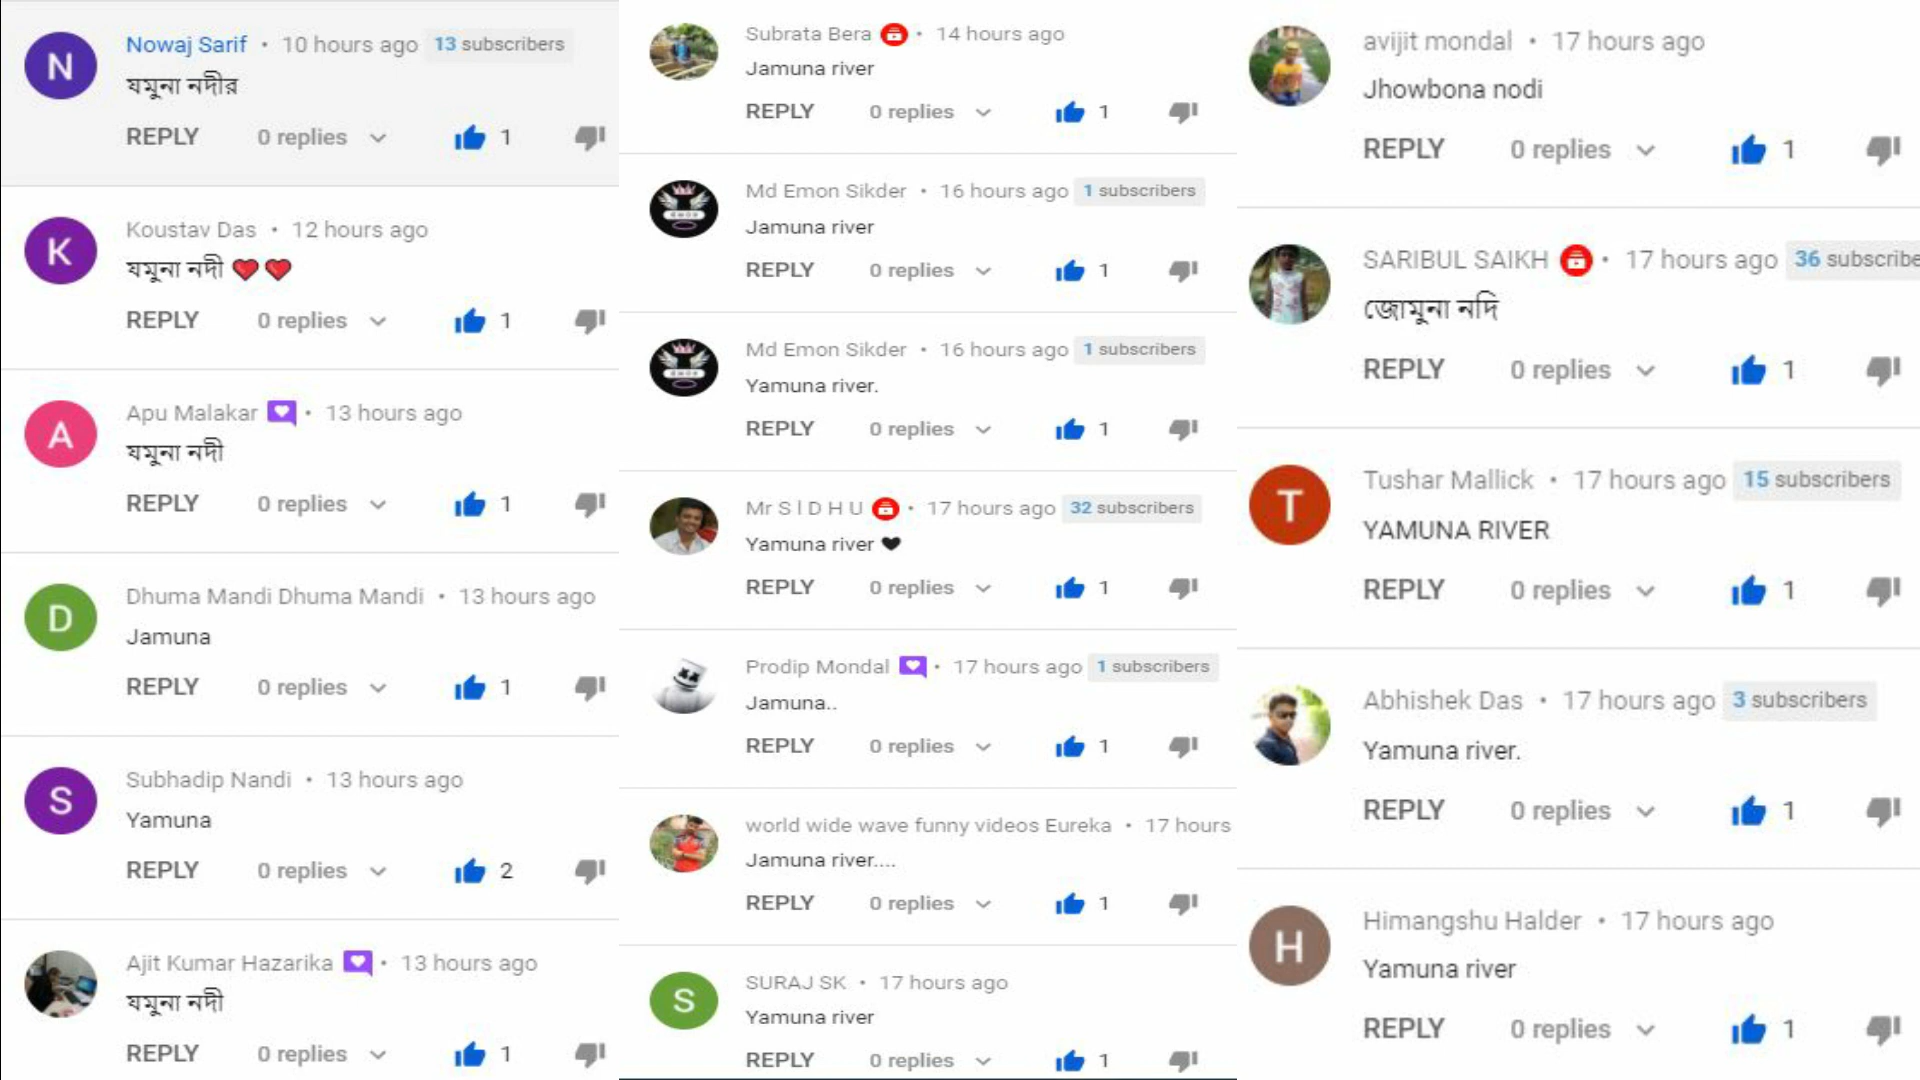 N
Nowaj Sarif • 10 hours ago 13 subscribers
যমুনা নদীর
REPLY 0 replies 1
K
Koustav Das • 12 hours ago
যমুনা নদী ❤️❤️
REPLY 0 replies 1
A
Apu Malakar • 13 hours ago
যমুনা নদী
REPLY 0 replies 1
D
Dhuma Mandi Dhuma Mandi • 13 hours ago
Jamuna
REPLY 0 replies 1
S
Subhadip Nandi • 13 hours ago
Yamuna
REPLY 0 replies 2
Ajit Kumar Hazarika • 13 hours ago
যমুনা নদী
REPLY 0 replies 1
Subrata Bera • 14 hours ago
Jamuna river
REPLY 0 replies 1
Md Emon Sikder • 16 hours ago 1 subscribers
Jamuna river
REPLY 0 replies 1
Md Emon Sikder • 16 hours ago 1 subscribers
Yamuna river.
REPLY 0 replies 1
Mr S I D H U • 17 hours ago 32 subscribers
Yamuna river 🖤
REPLY 0 replies 1
Prodip Mondal • 17 hours ago 1 subscribers
Jamuna..
REPLY 0 replies 1
world wide wave funny videos Eureka • 17 hours
Jamuna river....
REPLY 0 replies 1
S
SURAJ SK • 17 hours ago
Yamuna river
REPLY 0 replies 1
avijit mondal • 17 hours ago
Jhowbona nodi
REPLY 0 replies 1
SARIBUL SAIKH • 17 hours ago 36 subscribe
জোমুনা নদি
REPLY 0 replies 1
T
Tushar Mallick • 17 hours ago 15 subscribers
YAMUNA RIVER
REPLY 0 replies 1
Abhishek Das • 17 hours ago 3 subscribers
Yamuna river.
REPLY 0 replies 1
H
Himangshu Halder • 17 hours ago
Yamuna river
REPLY 0 replies 1